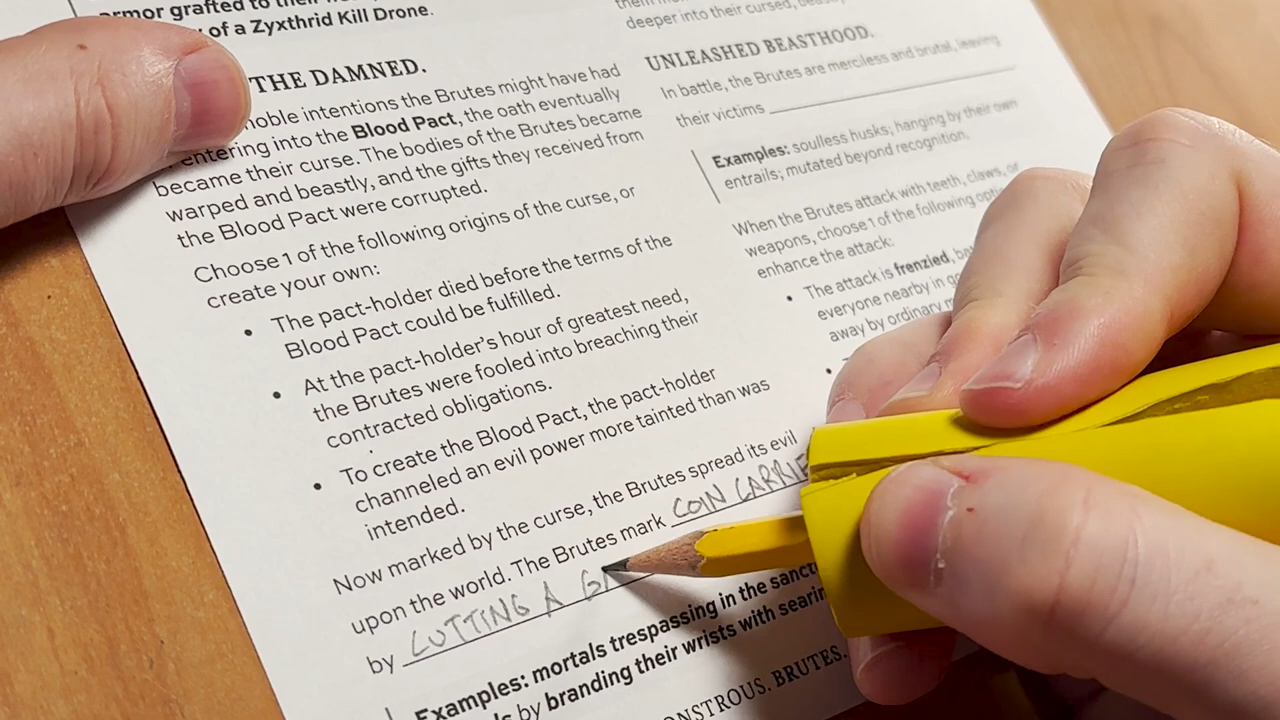 armor grafted to their
of a Zyxthrid Kill Drone.
THE DAMNED.
noble intentions the Brutes might have had
entering into the Blood Pact, the oath eventually
became their curse. The bodies of the Brutes became
warped and beastly, and the gifts they received from
the Blood Pact were corrupted.
Choose 1 of the following origins of the curse, or
create your own:
• The pact-holder died before the terms of the
Blood Pact could be fulfilled.
• At the pact-holder's hour of greatest need,
the Brutes were fooled into breaching their
contracted obligations.
• To create the Blood Pact, the pact-holder
channeled an evil power more tainted than was
intended.
Now marked by the curse, the Brutes spread its evil
upon the world. The Brutes mark COIN CARRIE
by CUTTING A
Examples: mortals trespassing in the sanct
by branding their wrists with searin
BRUTES.
deeper into their cursed,
UNLEASHED BEASTHOOD.
In battle, the Brutes are merciless and brutal, leaving
their victims
Examples: soulless husks; hanging by their own
entrails; mutated beyond recognition.
When the Brutes attack with teeth, claws, or
weapons, choose 1 of the following
enhance the attack:
• The attack is frenzied,
everyone nearby in
away by ordinary
•